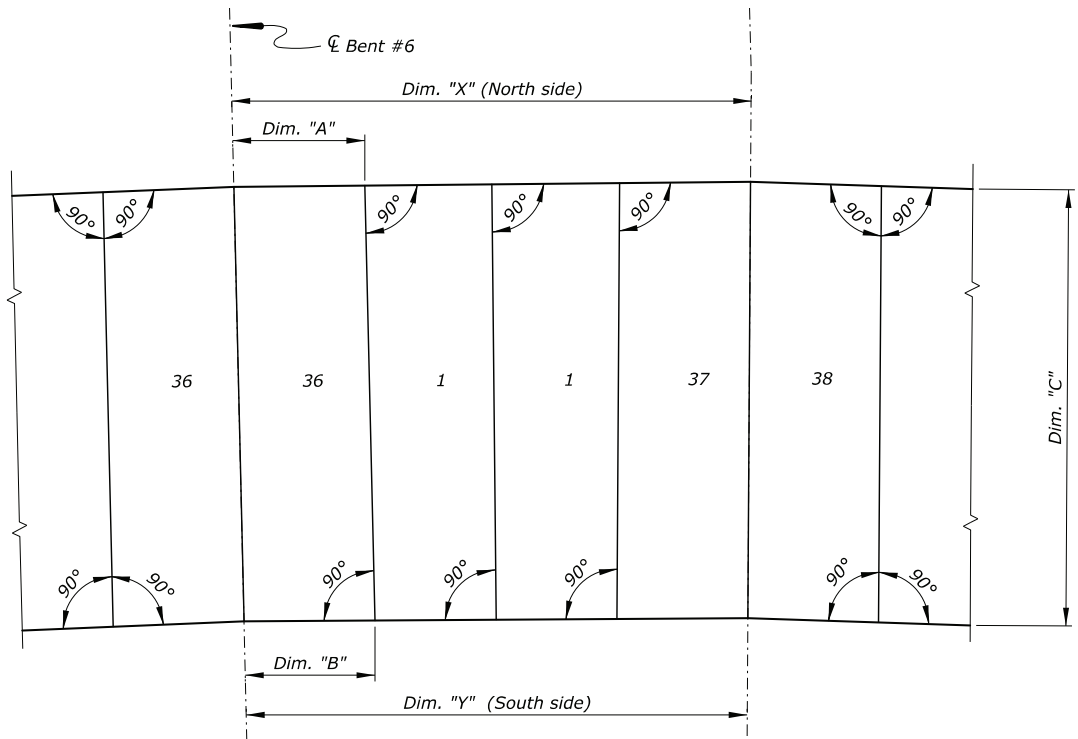 ℄ Bent #6
Dim. "X" (North side)
Dim. "A"
90° 90° 90° 90° 90° 90° 90°
36 36 1 1 37 38
Dim. "C"
90° 90° 90° 90° 90° 90° 90°
Dim. "B"
Dim. "Y" (South side)